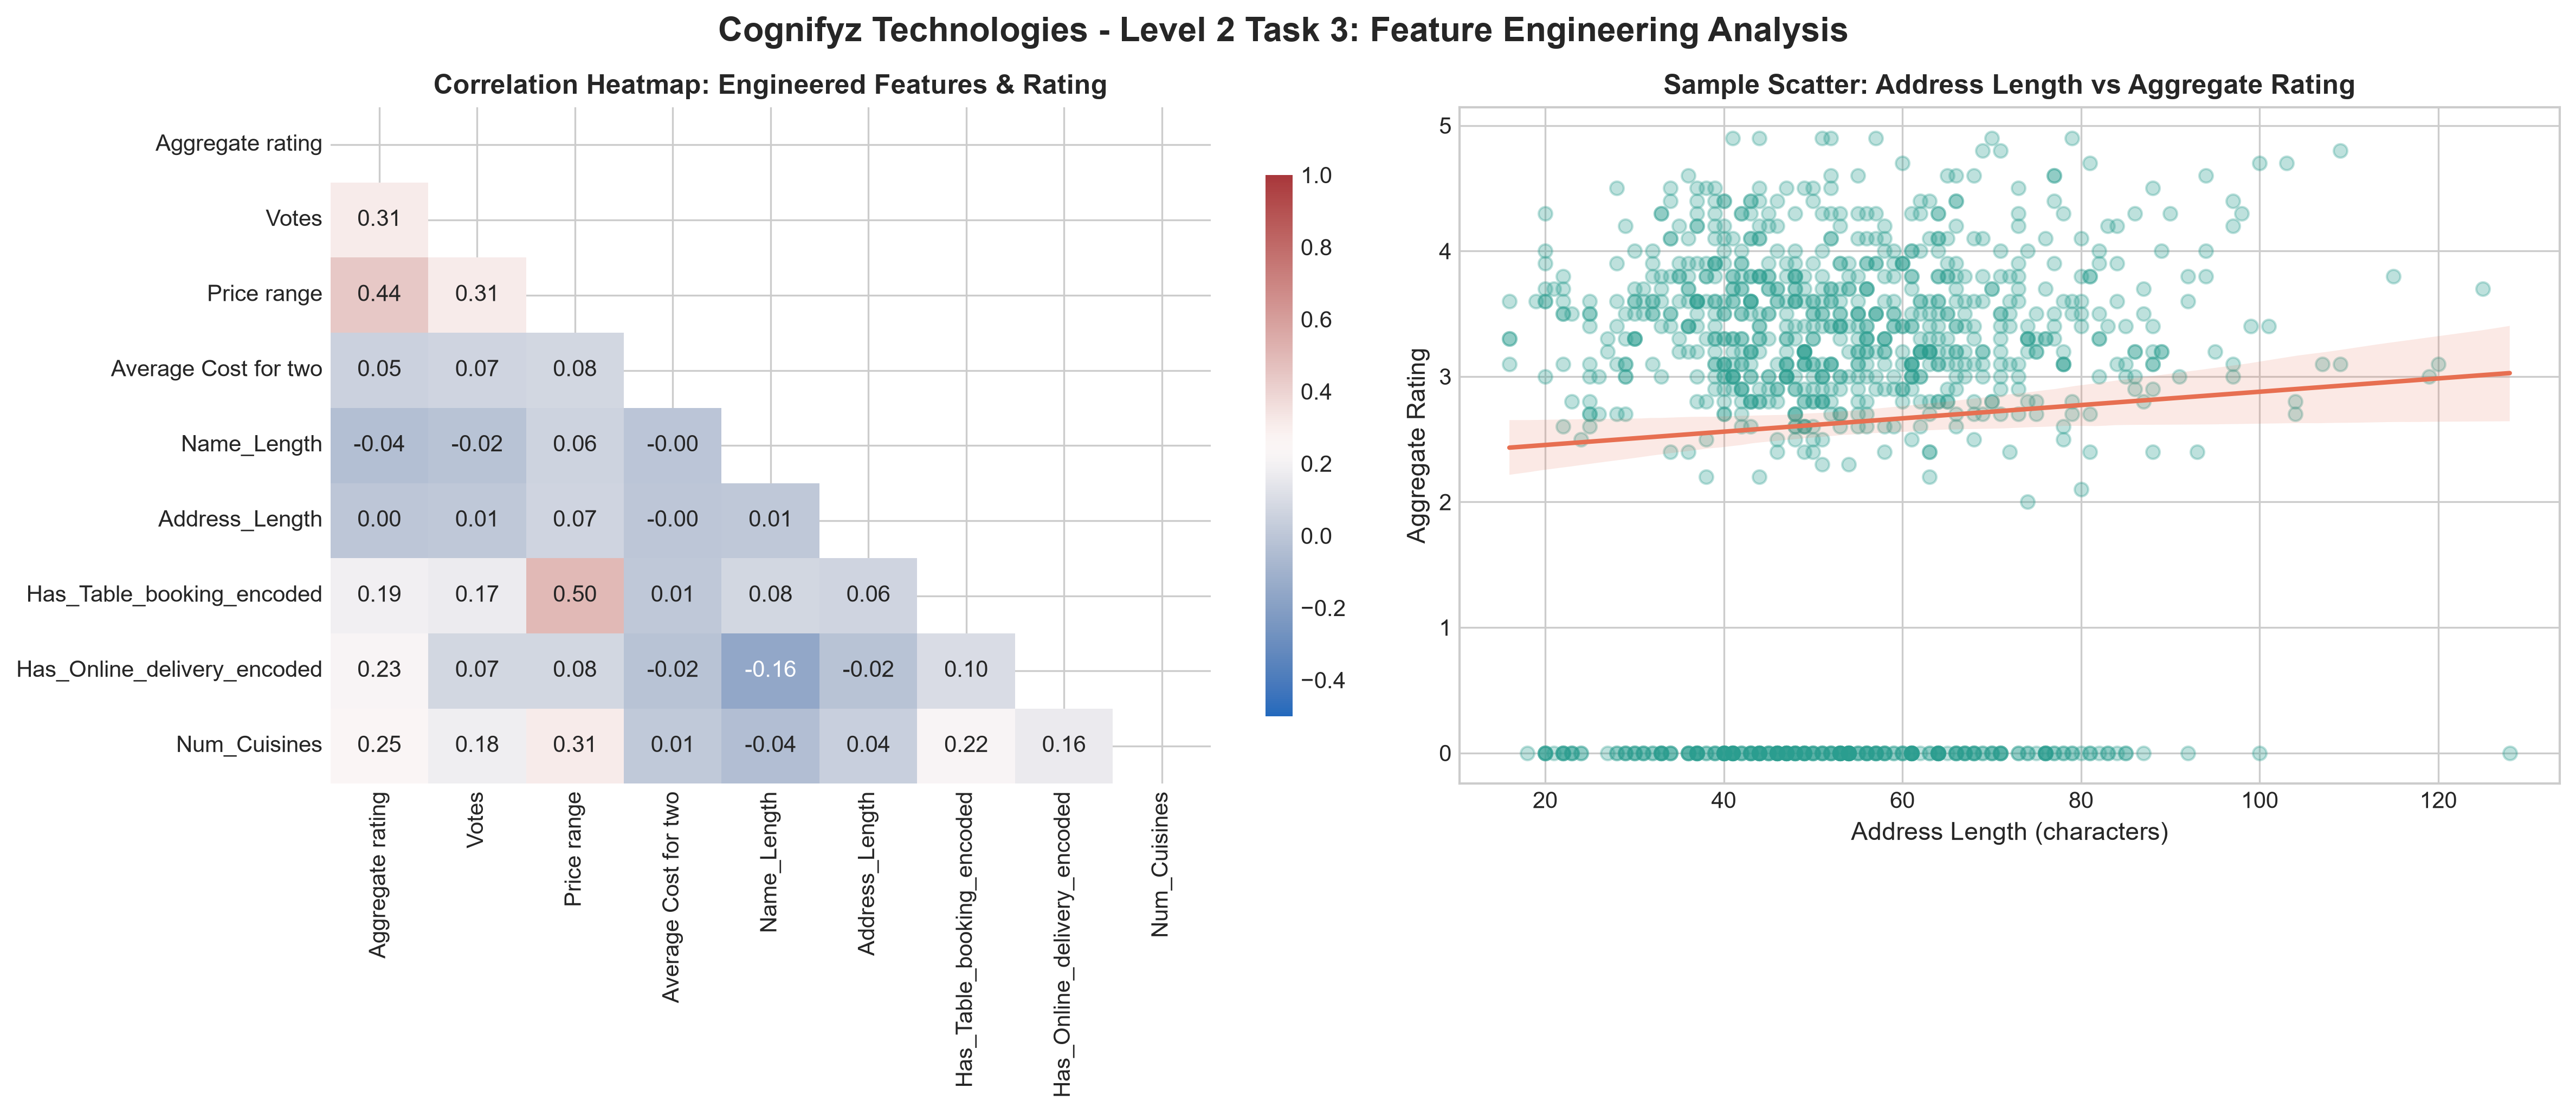 Cognifyz Technologies - Level 2 Task 3: Feature Engineering Analysis
Correlation Heatmap: Engineered Features & Rating
Aggregate rating
Votes 0.31
Price range 0.44 0.31
Average Cost for two 0.05 0.07 0.08
Name_Length -0.04 -0.02 0.06 -0.00
Address_Length 0.00 0.01 0.07 -0.00 0.01
Has_Table_booking_encoded 0.19 0.17 0.50 0.01 0.08 0.06
Has_Online_delivery_encoded 0.23 0.07 0.08 -0.02 -0.16 -0.02 0.10
Num_Cuisines 0.25 0.18 0.31 0.01 -0.04 0.04 0.22 0.16
Aggregate rating
Votes
Price range
Average Cost for two
Name_Length
Address_Length
Has_Table_booking_encoded
Has_Online_delivery_encoded
Num_Cuisines
1.0
0.8
0.6
0.4
0.2
0.0
−0.2
−0.4
Sample Scatter: Address Length vs Aggregate Rating
Aggregate Rating
5
4
3
2
1
0
20 40 60 80 100 120
Address Length (characters)